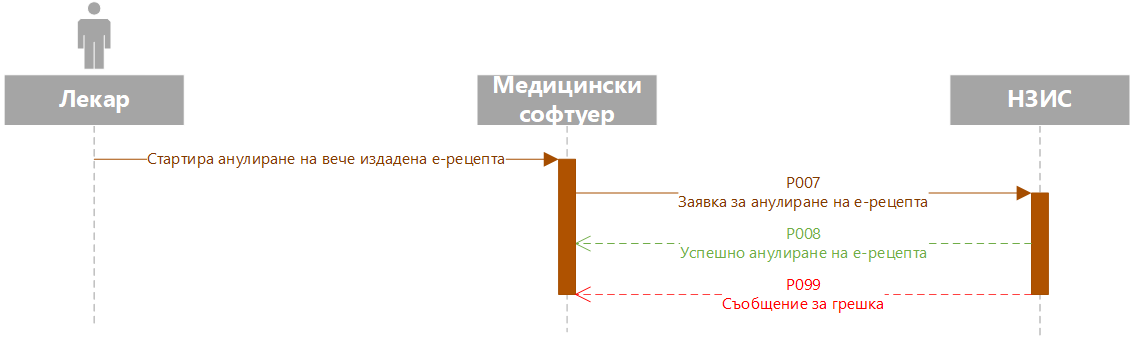 Лекар
Медицински
софтуер
НЗИС
Стартира анулиране на вече издадена е-рецепта
P007
Заявка за анулиране на е-рецепта
P008
Успешно анулиране на е-рецепта
P099
Съобщение за грешка